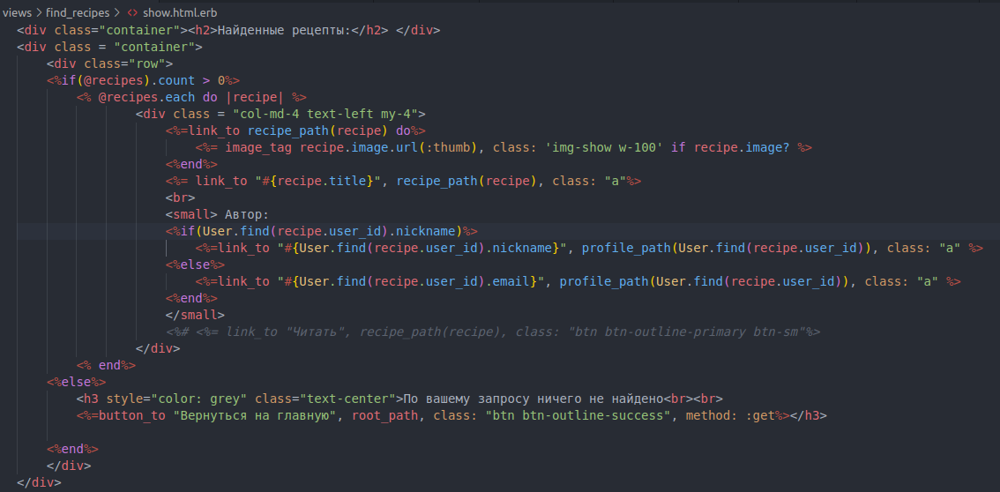 views > find_recipes > <> show.html.erb
<div class="container"><h2>Найденные рецепты:</h2> </div>
<div class = "container">
    <div class="row">
    <%if(@recipes).count > 0%>
        <% @recipes.each do |recipe| %>
                <div class = "col-md-4 text-left my-4">
                    <%=link_to recipe_path(recipe) do%>
                        <%= image_tag recipe.image.url(:thumb), class: 'img-show w-100' if recipe.image? %>
                    <%end%>
                    <%= link_to "#{recipe.title}", recipe_path(recipe), class: "a"%>
                    <br>
                    <small> Автор:
                    <%if(User.find(recipe.user_id).nickname)%>
                        <%=link_to "#{User.find(recipe.user_id).nickname}", profile_path(User.find(recipe.user_id)), class: "a" %>
                    <%else%>
                        <%=link_to "#{User.find(recipe.user_id).email}", profile_path(User.find(recipe.user_id)), class: "a" %>
                    <%end%>
                    </small>
                    <%# <%= link_to "Читать", recipe_path(recipe), class: "btn btn-outline-primary btn-sm"%>
                </div>
        <% end%>
    <%else%>
        <h3 style="color: grey" class="text-center">По вашему запросу ничего не найдено<br><br>
        <%=button_to "Вернуться на главную", root_path, class: "btn btn-outline-success", method: :get%></h3>
    <%end%>
    </div>
</div>